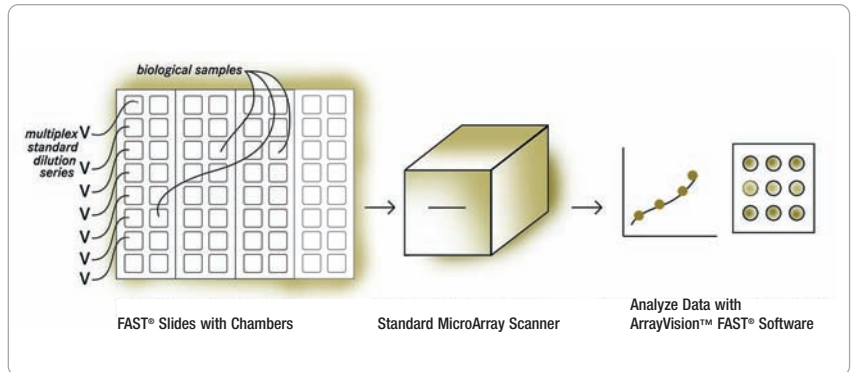 biological samples
multiplex
standard
dilution
series
V
V
V
V
V
V
V
FAST® Slides with Chambers
Standard MicroArray Scanner
Analyze Data with
ArrayVision™ FAST® Software